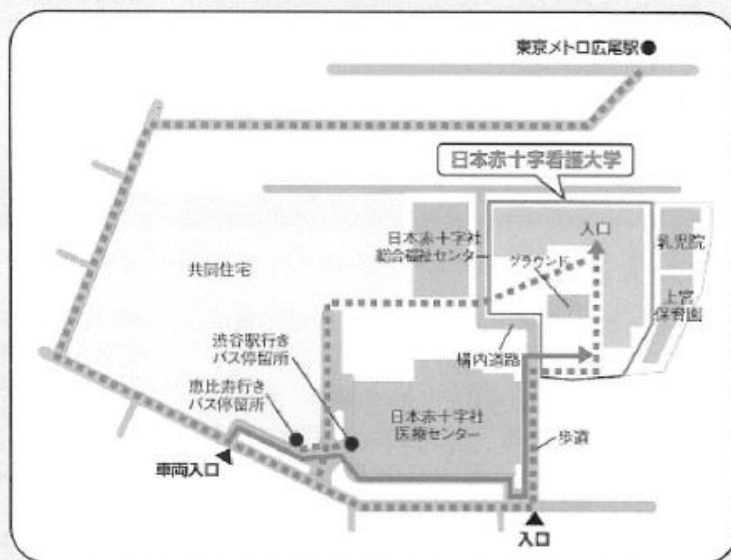 東京メトロ広尾駅
日本赤十字看護大学
入口
日本赤十字社
総合福祉センター
グラウンド
乳児院
上宮
保育園
共同住宅
渋谷駅行き
バス停留所
構内道路
恵比寿行き
バス停留所
日本赤十字社
医療センター
歩道
車両入口
入口